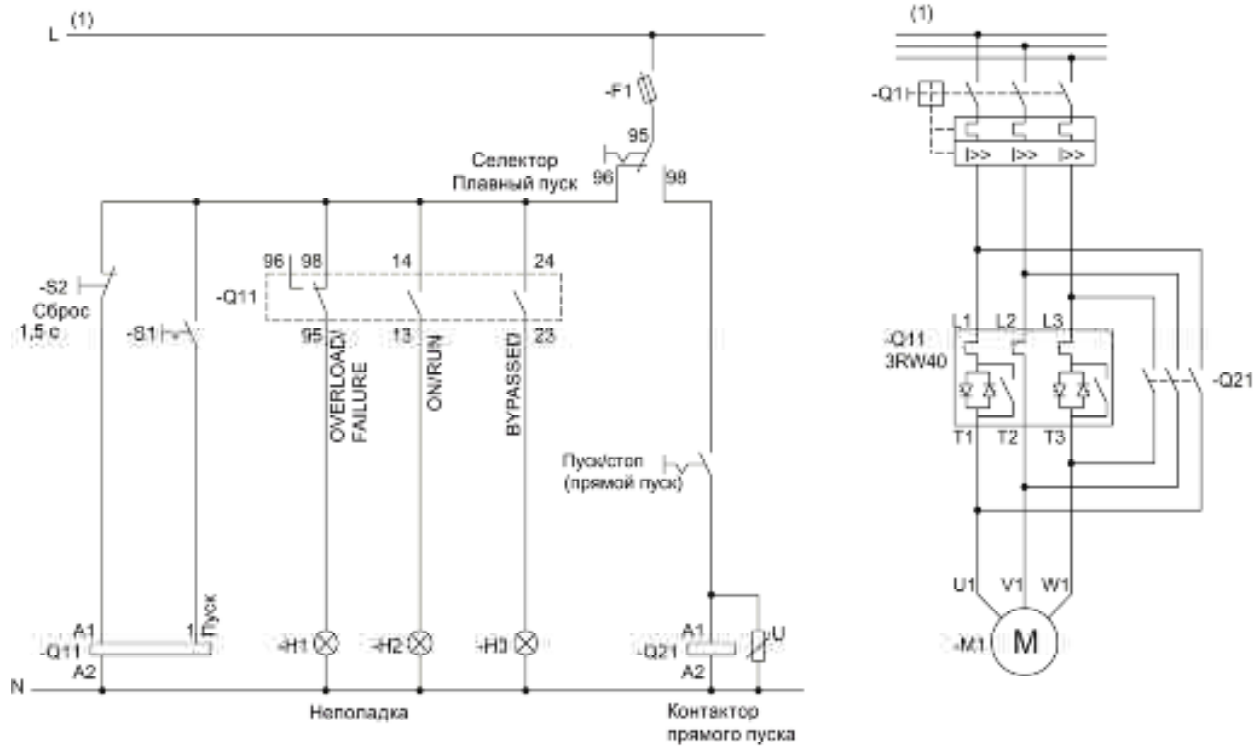 L (1)
-F1
95
Селектор
Плавный пуск
96
98
96 98
14
24
-S2
Сброс
1,5 с
-Q11
-S1
95
13
23
OVERLOAD/
FAILURE
ON/RUN
BYPASSED
Пуск/стоп
(прямой пуск)
Пуск
A1
1
-Q11
A2
-H1
-H2
-H3
A1
-Q21
A2
U
N
Неполадка
Контактор
прямого пуска
(1)
-Q1
I>> I>> I>>
L1 L2 L3
-Q11
3RW40
-Q21
T1 T2 T3
U1 V1 W1
-M1
M